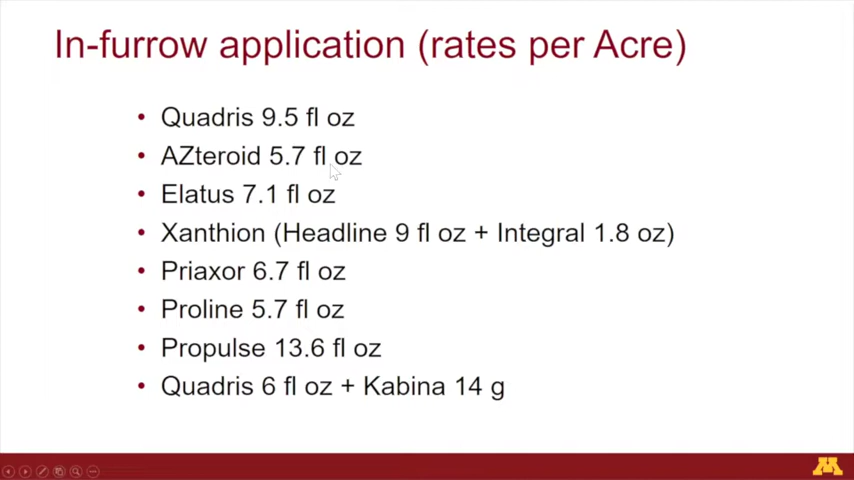 In-furrow application (rates per Acre)
• Quadris 9.5 fl oz
• AZteroid 5.7 fl oz
• Elatus 7.1 fl oz
• Xanthion (Headline 9 fl oz + Integral 1.8 oz)
• Priaxor 6.7 fl oz
• Proline 5.7 fl oz
• Propulse 13.6 fl oz
• Quadris 6 fl oz + Kabina 14 g
M